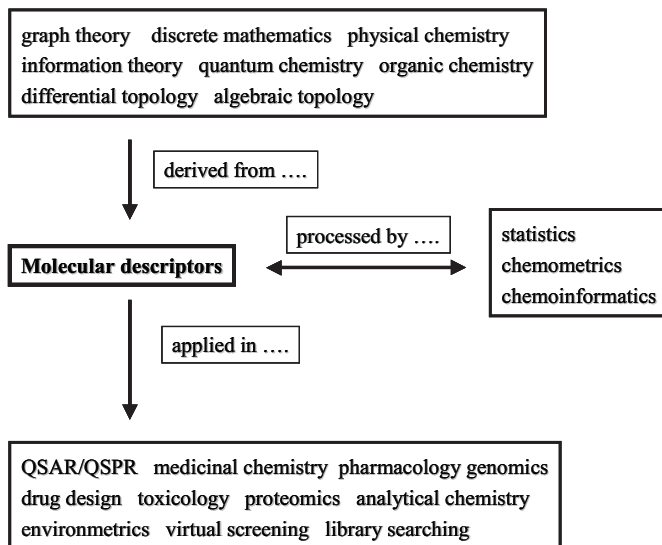 graph theory discrete mathematics physical chemistry
information theory quantum chemistry organic chemistry
differential topology algebraic topology
derived from ….
processed by ….
statistics
chemometrics
chemoinformatics
Molecular descriptors
applied in ….
QSAR/QSPR medicinal chemistry pharmacology genomics
drug design toxicology proteomics analytical chemistry
environmetrics virtual screening library searching